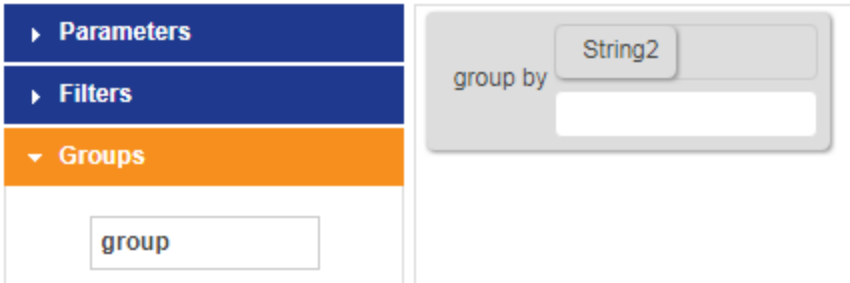 Parameters
Filters
Groups
group
group by
String2